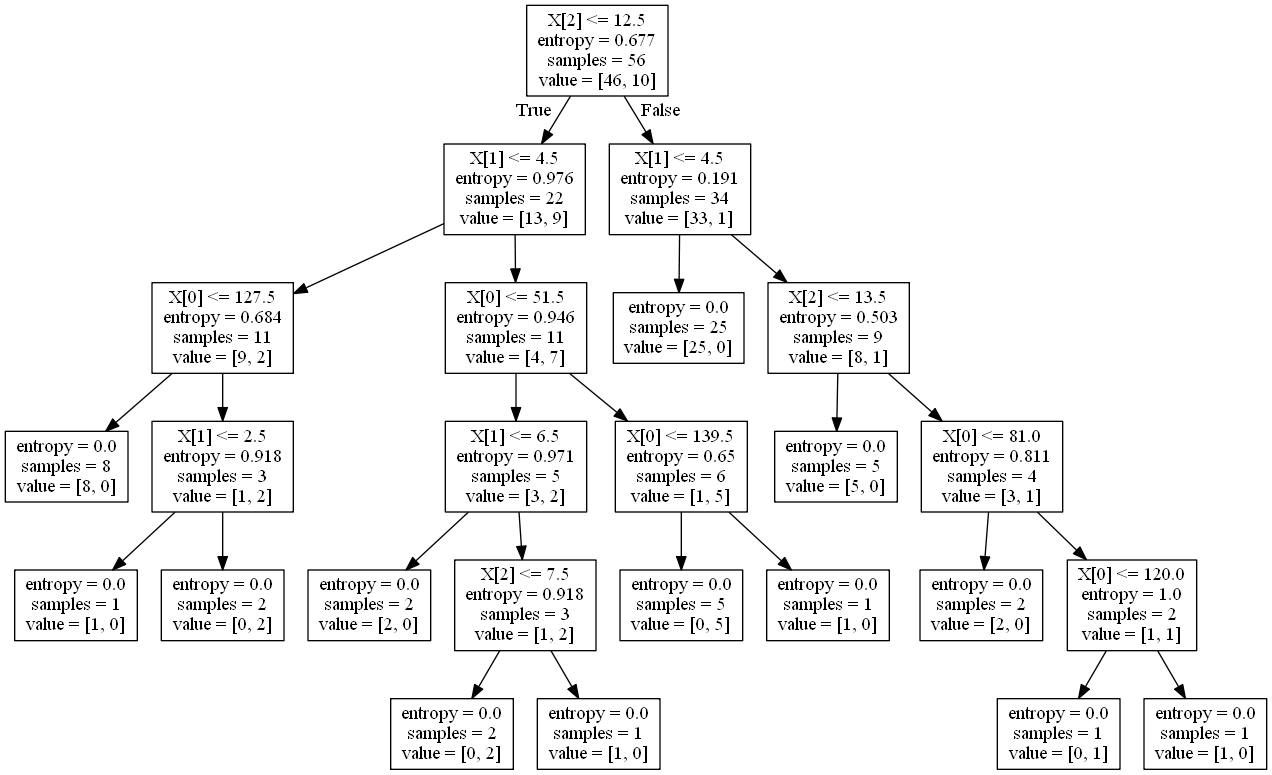 X[2] <= 12.5
entropy = 0.677
samples = 56
value = [46, 10]
True
False
X[1] <= 4.5
entropy = 0.976
samples = 22
value = [13, 9]
X[1] <= 4.5
entropy = 0.191
samples = 34
value = [33, 1]
X[0] <= 127.5
entropy = 0.684
samples = 11
value = [9, 2]
X[0] <= 51.5
entropy = 0.946
samples = 11
value = [4, 7]
entropy = 0.0
samples = 25
value = [25, 0]
X[2] <= 13.5
entropy = 0.503
samples = 9
value = [8, 1]
entropy = 0.0
samples = 8
value = [8, 0]
X[1] <= 2.5
entropy = 0.918
samples = 3
value = [1, 2]
X[1] <= 6.5
entropy = 0.971
samples = 5
value = [3, 2]
X[0] <= 139.5
entropy = 0.65
samples = 6
value = [1, 5]
entropy = 0.0
samples = 5
value = [5, 0]
X[0] <= 81.0
entropy = 0.811
samples = 4
value = [3, 1]
entropy = 0.0
samples = 1
value = [1, 0]
entropy = 0.0
samples = 2
value = [0, 2]
entropy = 0.0
samples = 2
value = [2, 0]
X[2] <= 7.5
entropy = 0.918
samples = 3
value = [1, 2]
entropy = 0.0
samples = 5
value = [0, 5]
entropy = 0.0
samples = 1
value = [1, 0]
entropy = 0.0
samples = 2
value = [2, 0]
X[0] <= 120.0
entropy = 1.0
samples = 2
value = [1, 1]
entropy = 0.0
samples = 2
value = [0, 2]
entropy = 0.0
samples = 1
value = [1, 0]
entropy = 0.0
samples = 1
value = [0, 1]
entropy = 0.0
samples = 1
value = [1, 0]